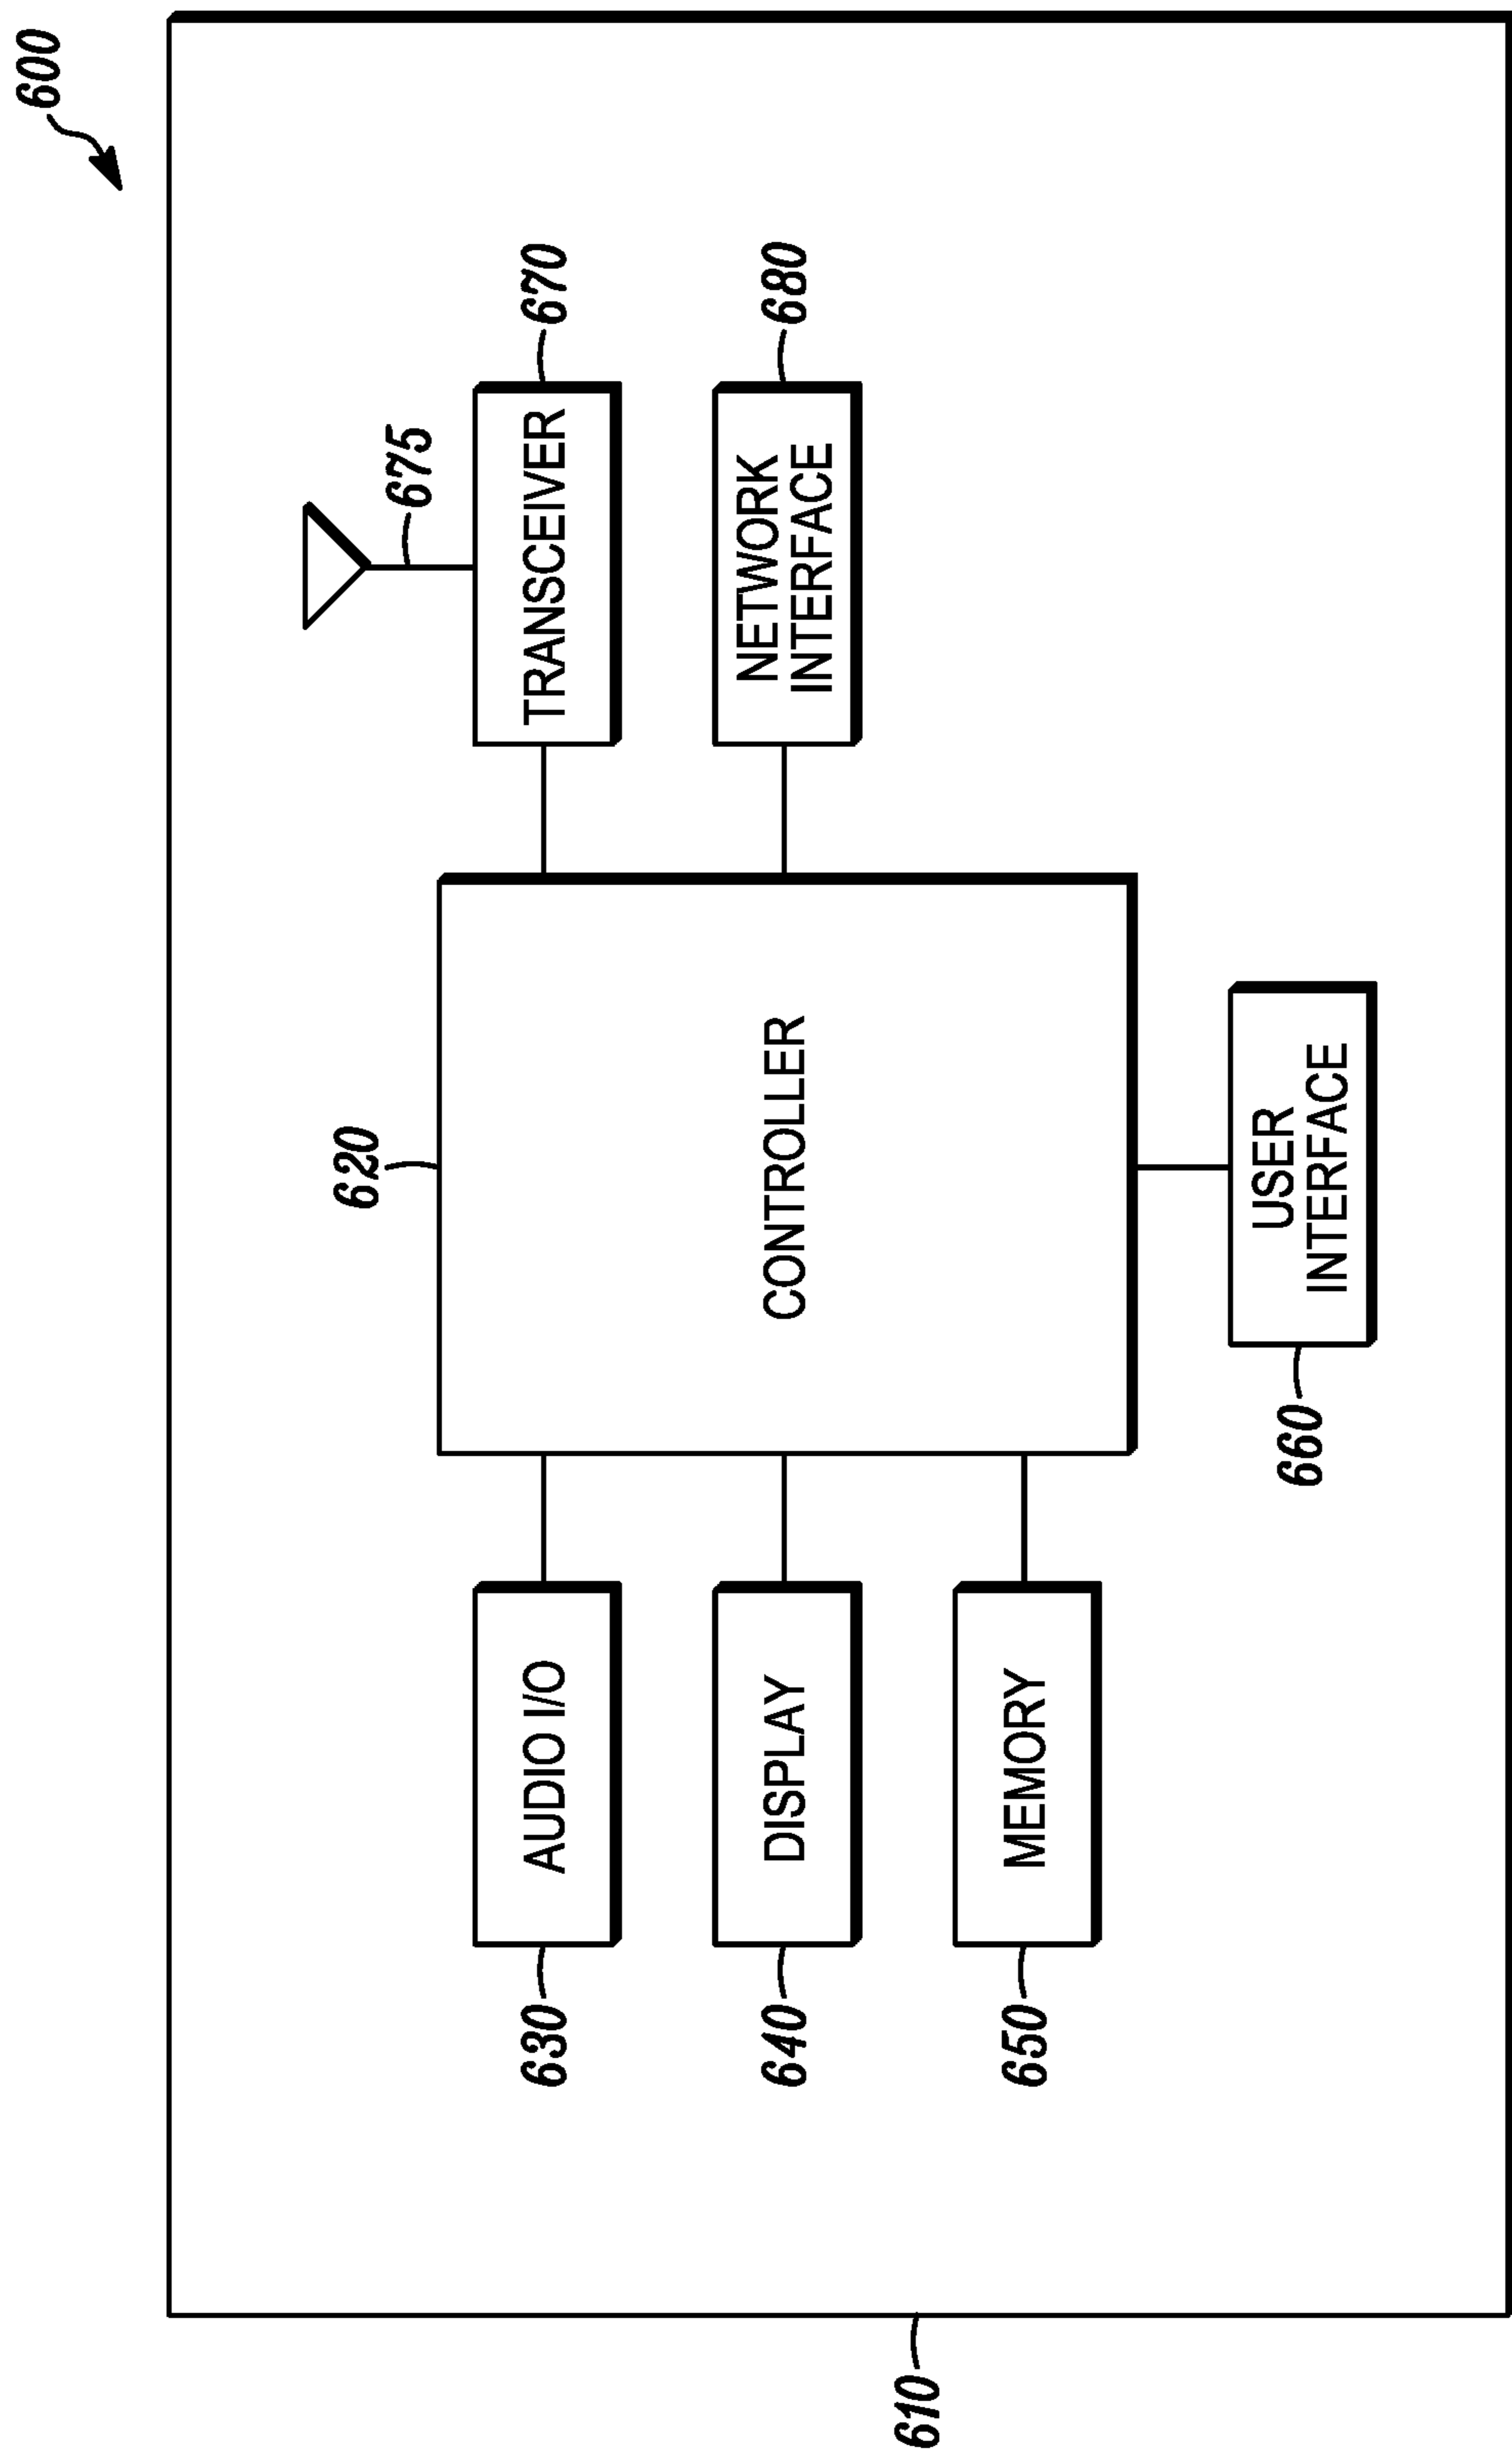 600
620
675
630
AUDIO I/O
TRANSCEIVER
670
CONTROLLER
640
DISPLAY
NETWORK
INTERFACE
680
610
650
MEMORY
660
USER
INTERFACE